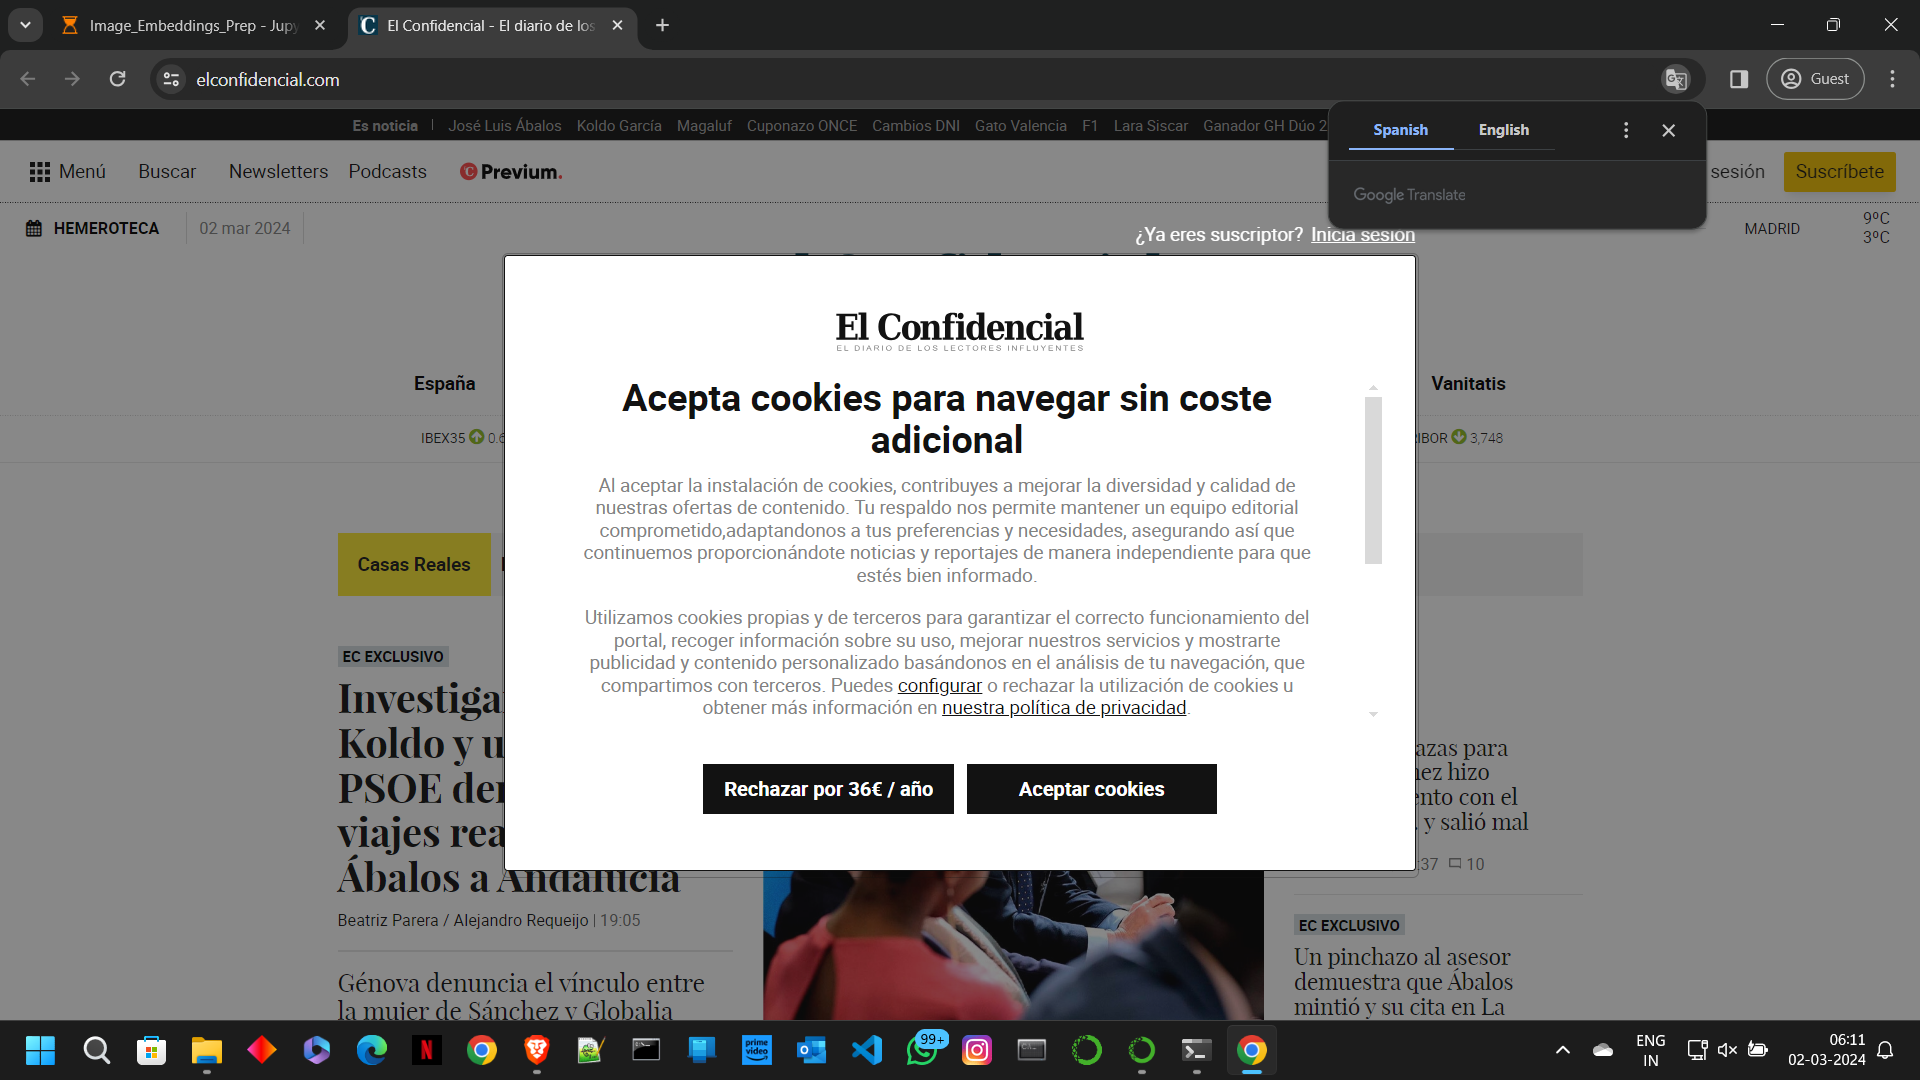 Image_Embeddings_Prep - Jupy
El Confidencial - El diario de los
elconfidencial.com
Guest
Es noticia
José Luis Ábalos
Koldo García
Magaluf
Cuponazo ONCE
Cambios DNI
Gato Valencia
F1
Lara Siscar
Ganador GH Dúo 2
Spanish
English
Google Translate
Menú
Buscar
Newsletters
Podcasts
Previum.
sesión
Suscríbete
HEMEROTECA
02 mar 2024
MADRID
9ºC
3ºC
¿Ya eres suscriptor? Inicia sesión
El Confidencial
EL DIARIO DE LOS LECTORES INFLUYENTES
España
Vanitatis
IBEX35
IBOR 3,748
Acepta cookies para navegar sin coste
adicional
Al aceptar la instalación de cookies, contribuyes a mejorar la diversidad y calidad de
nuestras ofertas de contenido. Tu respaldo nos permite mantener un equipo editorial
comprometido,adaptandonos a tus preferencias y necesidades, asegurando así que
continuemos proporcionándote noticias y reportajes de manera independiente para que
estés bien informado.
Utilizamos cookies propias y de terceros para garantizar el correcto funcionamiento del
portal, recoger información sobre su uso, mejorar nuestros servicios y mostrarte
publicidad y contenido personalizado basándonos en el análisis de tu navegación, que
compartimos con terceros. Puedes configurar o rechazar la utilización de cookies u
obtener más información en nuestra política de privacidad.
Rechazar por 36€ / año
Aceptar cookies
Casas Reales
EC EXCLUSIVO
Investiga
Koldo y u
PSOE de
viajes rea
Ábalos a Andalucía
Beatriz Parera / Alejandro Requeijo | 19:05
Génova denuncia el vínculo entre
la mujer de Sánchez y Globalia
azas para
ez hizo
nto con el
y salió mal
:37
10
EC EXCLUSIVO
Un pinchazo al asesor
demuestra que Ábalos
mintió y su cita en La
prime
video
99+
ENG
IN
06:11
02-03-2024